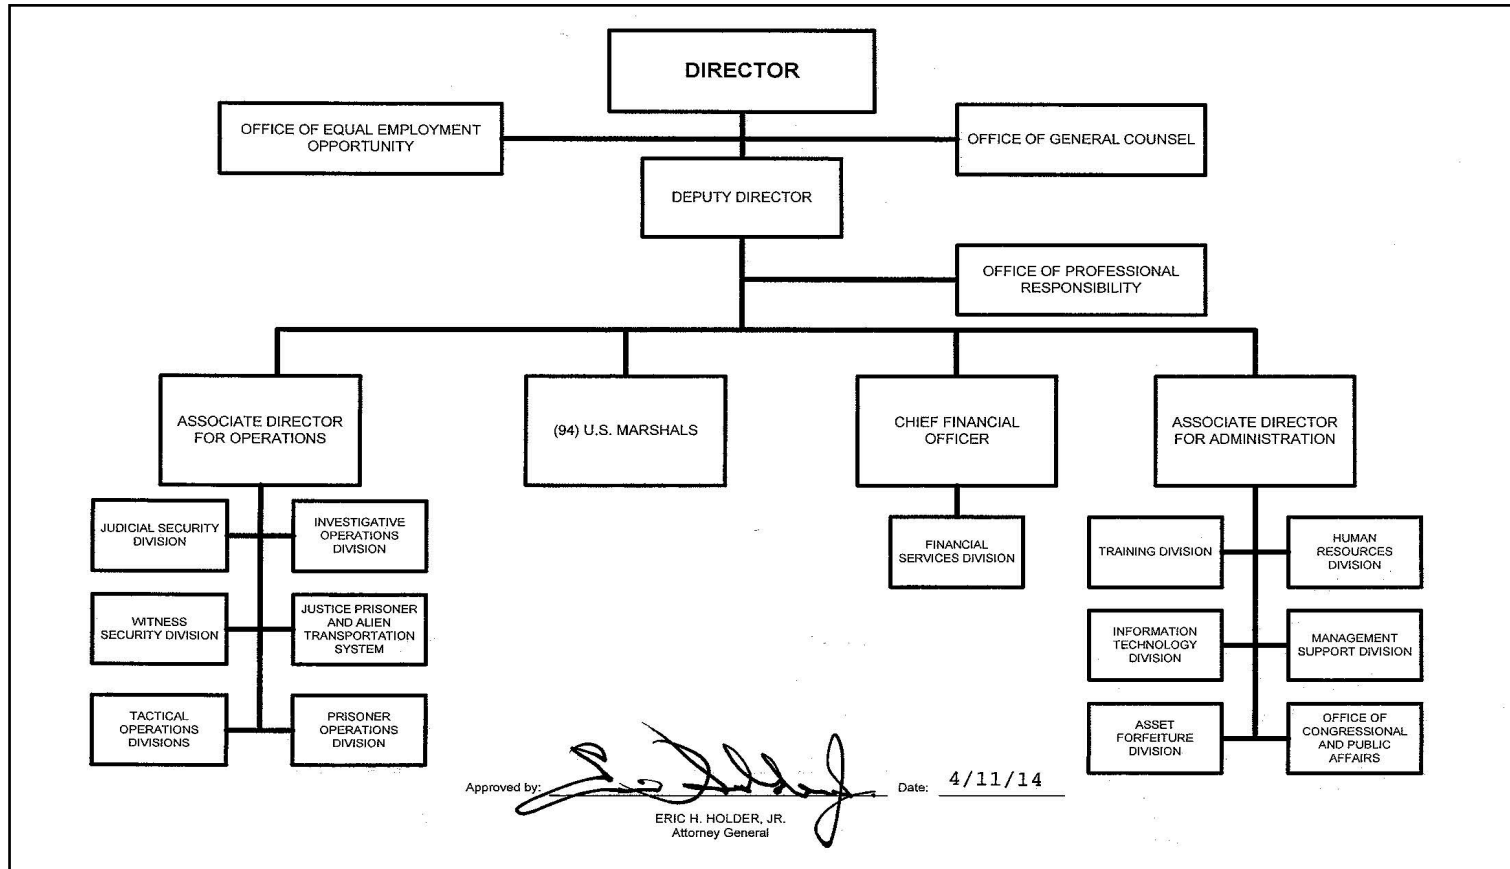 DIRECTOR
OFFICE OF EQUAL EMPLOYMENT
OPPORTUNITY
OFFICE OF GENERAL COUNSEL
DEPUTY DIRECTOR
OFFICE OF PROFESSIONAL
RESPONSIBILITY
ASSOCIATE DIRECTOR
FOR OPERATIONS
(94) U.S. MARSHALS
CHIEF FINANCIAL
OFFICER
ASSOCIATE DIRECTOR
FOR ADMINISTRATION
JUDICIAL SECURITY
DIVISION
INVESTIGATIVE
OPERATIONS
DIVISION
FINANCIAL
SERVICES DIVISION
TRAINING DIVISION
HUMAN
RESOURCES
DIVISION
WITNESS
SECURITY DIVISION
JUSTICE PRISONER
AND ALIEN
TRANSPORTATION
SYSTEM
INFORMATION
TECHNOLOGY
DIVISION
MANAGEMENT
SUPPORT DIVISION
TACTICAL
OPERATIONS
DIVISIONS
PRISONER
OPERATIONS
DIVISION
ASSET
FORFEITURE
DIVISION
OFFICE OF
CONGRESSIONAL
AND PUBLIC
AFFAIRS
Approved by:
Date: 4/11/14
ERIC H. HOLDER, JR.
Attorney General